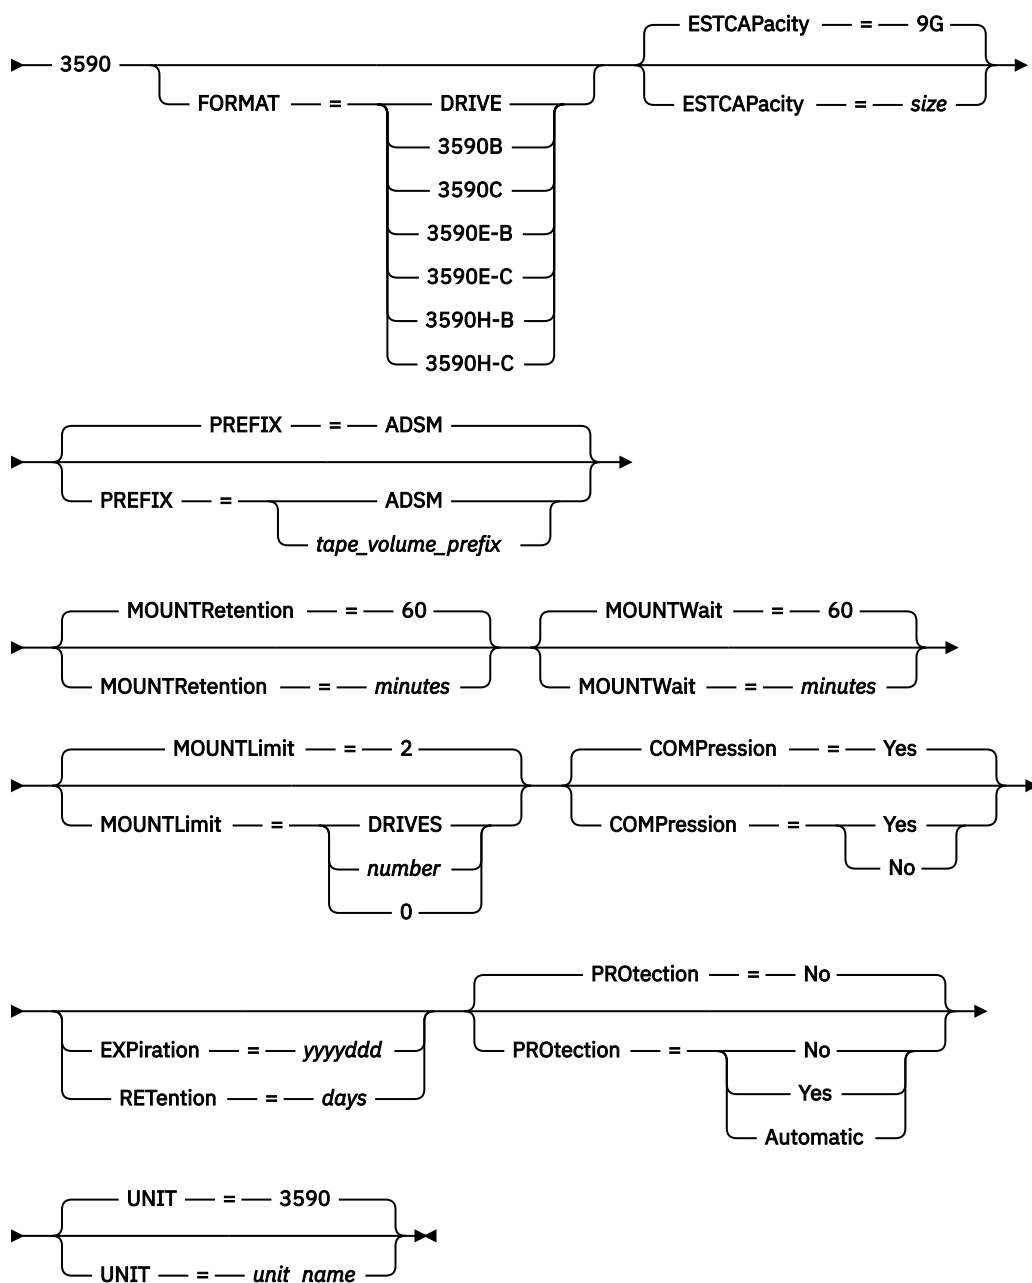 ESTCAPacity = 9G
3590
FORMAT = DRIVE
ESTCAPacity = size
3590B
3590C
3590E-B
3590E-C
3590H-B
3590H-C
PREFIX = ADSM
PREFIX = ADSM
tape_volume_prefix
MOUNTRetention = 60
MOUNTWait = 60
MOUNTRetention = minutes
MOUNTWait = minutes
MOUNTLimit = 2
COMPression = Yes
MOUNTLimit = DRIVES
COMPression = Yes
number
No
0
PROtection = No
EXPiration = yyyyddd
PROtection = No
RETention = days
Yes
Automatic
UNIT = 3590
UNIT = unit_name